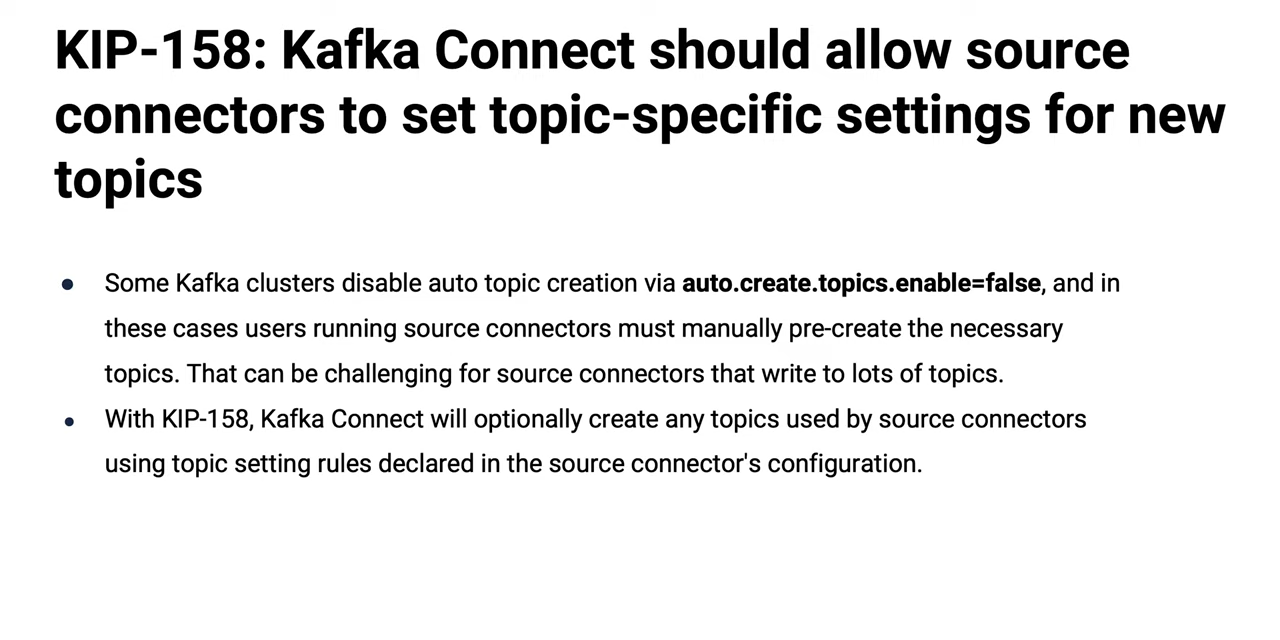 KIP-158: Kafka Connect should allow source
connectors to set topic-specific settings for new
topics
● Some Kafka clusters disable auto topic creation via auto.create.topics.enable=false, and in
these cases users running source connectors must manually pre-create the necessary
topics. That can be challenging for source connectors that write to lots of topics.
● With KIP-158, Kafka Connect will optionally create any topics used by source connectors
using topic setting rules declared in the source connector's configuration.